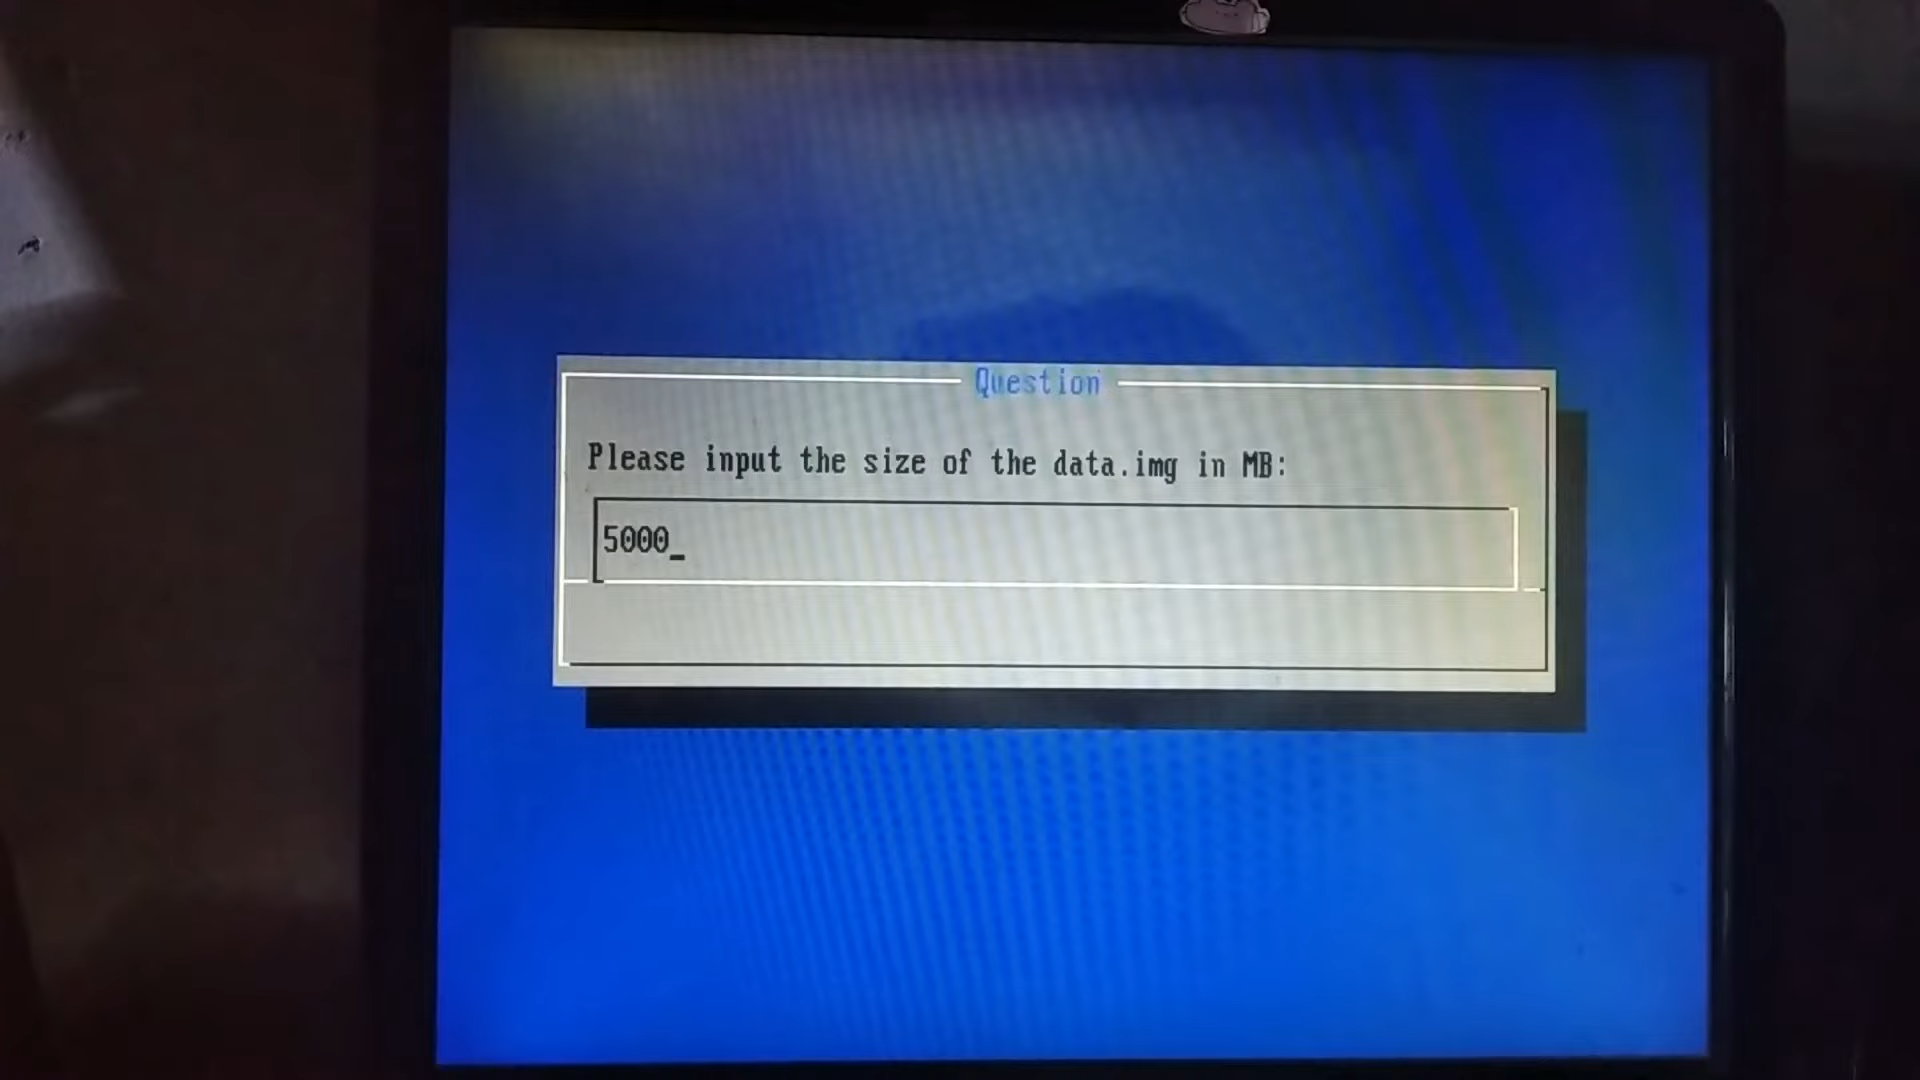 Question
Please input the size of the data.img in MB:
5000_